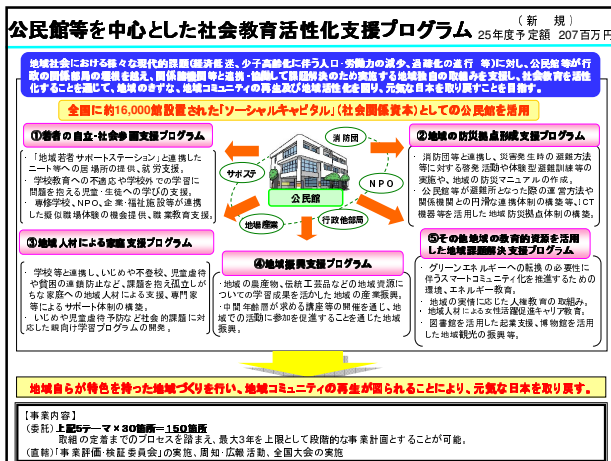 公民館等を中心とした社会教育活性化支援プログラム
（新　規）
25年度予定額　207百万円
地域社会における様々な現代的課題(経済低迷、少子高齢化に伴う人口・労働力の減少、過疎化の進行　等)に対し、公民館等が行
政の関係部局の垣根を越え、関係諸機関等と連携・協働して課題解決のため実施する地域独自の取組みを支援し、社会教育を活性
化することを通じて、地域のきずな、地域コミュニティの再生及び地域活性化を図り、元気な日本を取り戻すことを目指す。
全国に約16,000館設置された「ソーシャルキャピタル」(社会関係資本)としての公民館を活用
①若者の自立・社会参画支援プログラム
・「地域若者サポートステーション」と連携した
ニート等への居場所の提供、就労支援。
・学校教育への不適応や学校外での学習に
問題を抱える児童・生徒への学びの支援。
・専修学校、NPO、企業・福祉施設等が連
携した擬似職場体験の機会提供、職業教育支援。
消防団
サポステ
NPO
公民館
地場産業
行政他部局
②地域の防災拠点形成支援プログラム
・消防団等と連携し、災害発生時の避難方法
等に対する啓発活動や体験型避難訓練等の
実施や、地域の防災マニュアルの作成。
・公民館等が避難所となった際の運営方法や
関係機関との円滑な連携体制の構築等、ICT
機器等を活用した地域防災拠点体制の構築。
③地域人材による家庭支援プログラム
・学校等と連携し、いじめや不登校、児童虐待
や貧困の連鎖防止など、課題を抱え孤立しが
ちな家庭への地域人材による支援、専門家
等によるサポート体制の構築。
・いじめや児童虐待予防など社会的課題に対
応した親向け学習プログラムの開発。
④地域振興支援プログラム
・地域の農産物、伝統工芸品などの地域資源に
ついての学習成果を活かした地域の産業振興。
・中間年齢層が求める講座等の開催を通じ、地
域での活動に参加を促進することを通じた地域
振興。
⑤その他地域の教育的資源を活用
した地域課題解決支援プログラム
・グリーンエネルギーへの転換の必要性に
伴うスマートコミュニティ化を推進するための
環境、エネルギー教育。
・地域の実情に応じた人権教育の取組み。
・地域人材による女性活躍促進キャリア教育。
・図書館を活用した起業支援、博物館を活用
した地域観光の振興等。
地域自らが特色を持った地域づくりを行い、地域コミュニティの再生が図られることにより、元気な日本を取り戻す。
【事業内容】
(委託)上記5テーマ×30箇所＝150箇所
取組の定着までのプロセスを踏まえ、最大3年を上限として段階的な事業計画とすることが可能。
(直轄)「事業評価・検証委員会」の実施、周知・広報活動、全国大会の実施